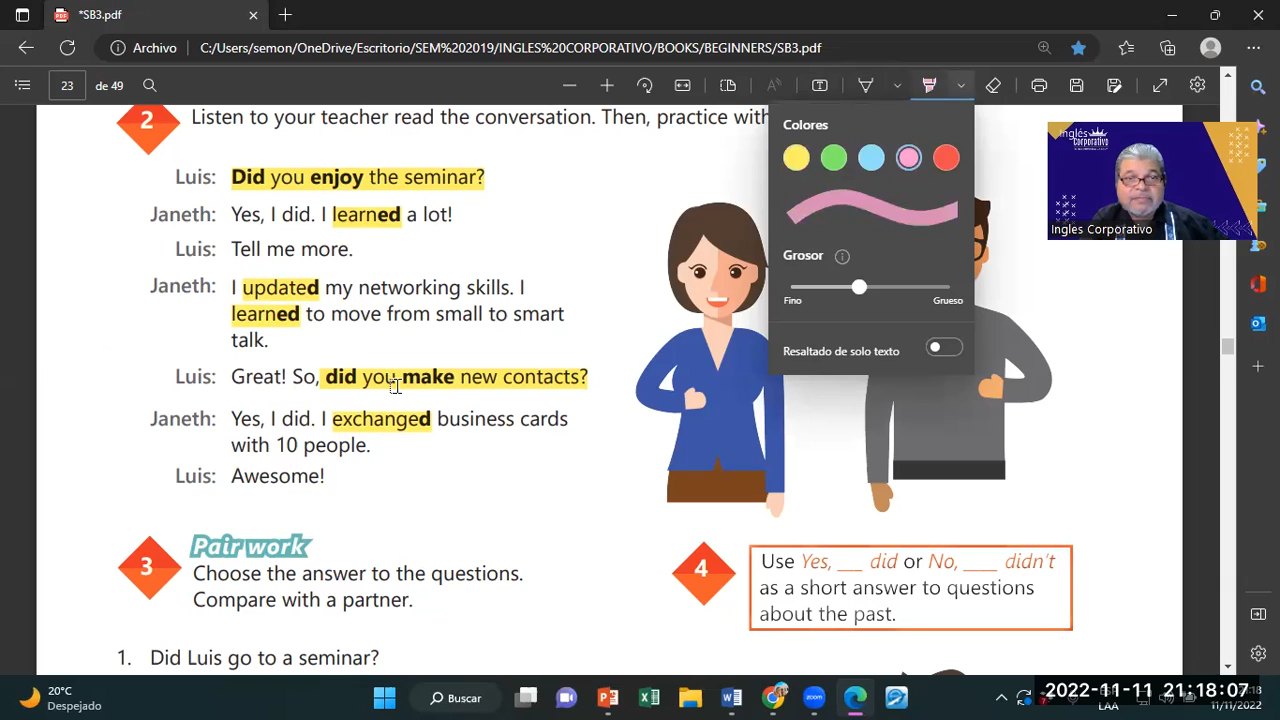 *SB3.pdf
Archivo
C:/Users/semon/OneDrive/Escritorio/SEM%202019/INGLES%20CORPORATIVO/BOOKS/BEGINNERS/SB3.pdf
23 de 49
2 Listen to your teacher read the conversation. Then, practice with
Luis: Did you enjoy the seminar?
Janeth: Yes, I did. I learned a lot!
Luis: Tell me more.
Janeth: I updated my networking skills. I
learned to move from small to smart
talk.
Luis: Great! So, did you make new contacts?
Janeth: Yes, I did. I exchanged business cards
with 10 people.
Luis: Awesome!
Colores
Grosor
Fino Grueso
Resaltado de solo texto
Inglés
Corporativo
Ingles Corporativo
3 Pair work
Choose the answer to the questions.
Compare with a partner.
4 Use Yes, __ did or No, ___ didn't
as a short answer to questions
about the past.
1. Did Luis go to a seminar?
20°C
Despejado
Buscar
LAA
2022-11-11 21:18:07
11/11/2022